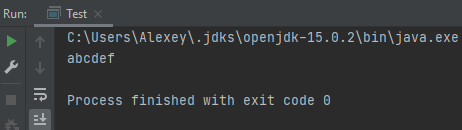 Run: Test
C:\Users\Alexey\.jdks\openjdk-15.0.2\bin\java.exe
abcdef
Process finished with exit code 0